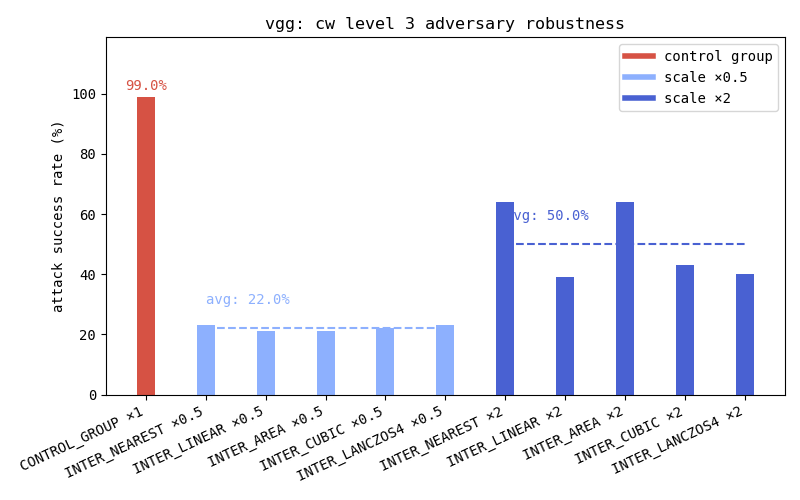 vgg: cw level 3 adversary robustness
control group
scale ×0.5
scale ×2
99.0%
avg: 22.0%
vg: 50.0%
attack success rate (%)
100
80
60
40
20
0
CONTROL_GROUP ×1
INTER_NEAREST ×0.5
INTER_LINEAR ×0.5
INTER_AREA ×0.5
INTER_CUBIC ×0.5
INTER_LANCZOS4 ×0.5
INTER_NEAREST ×2
INTER_LINEAR ×2
INTER_AREA ×2
INTER_CUBIC ×2
INTER_LANCZOS4 ×2